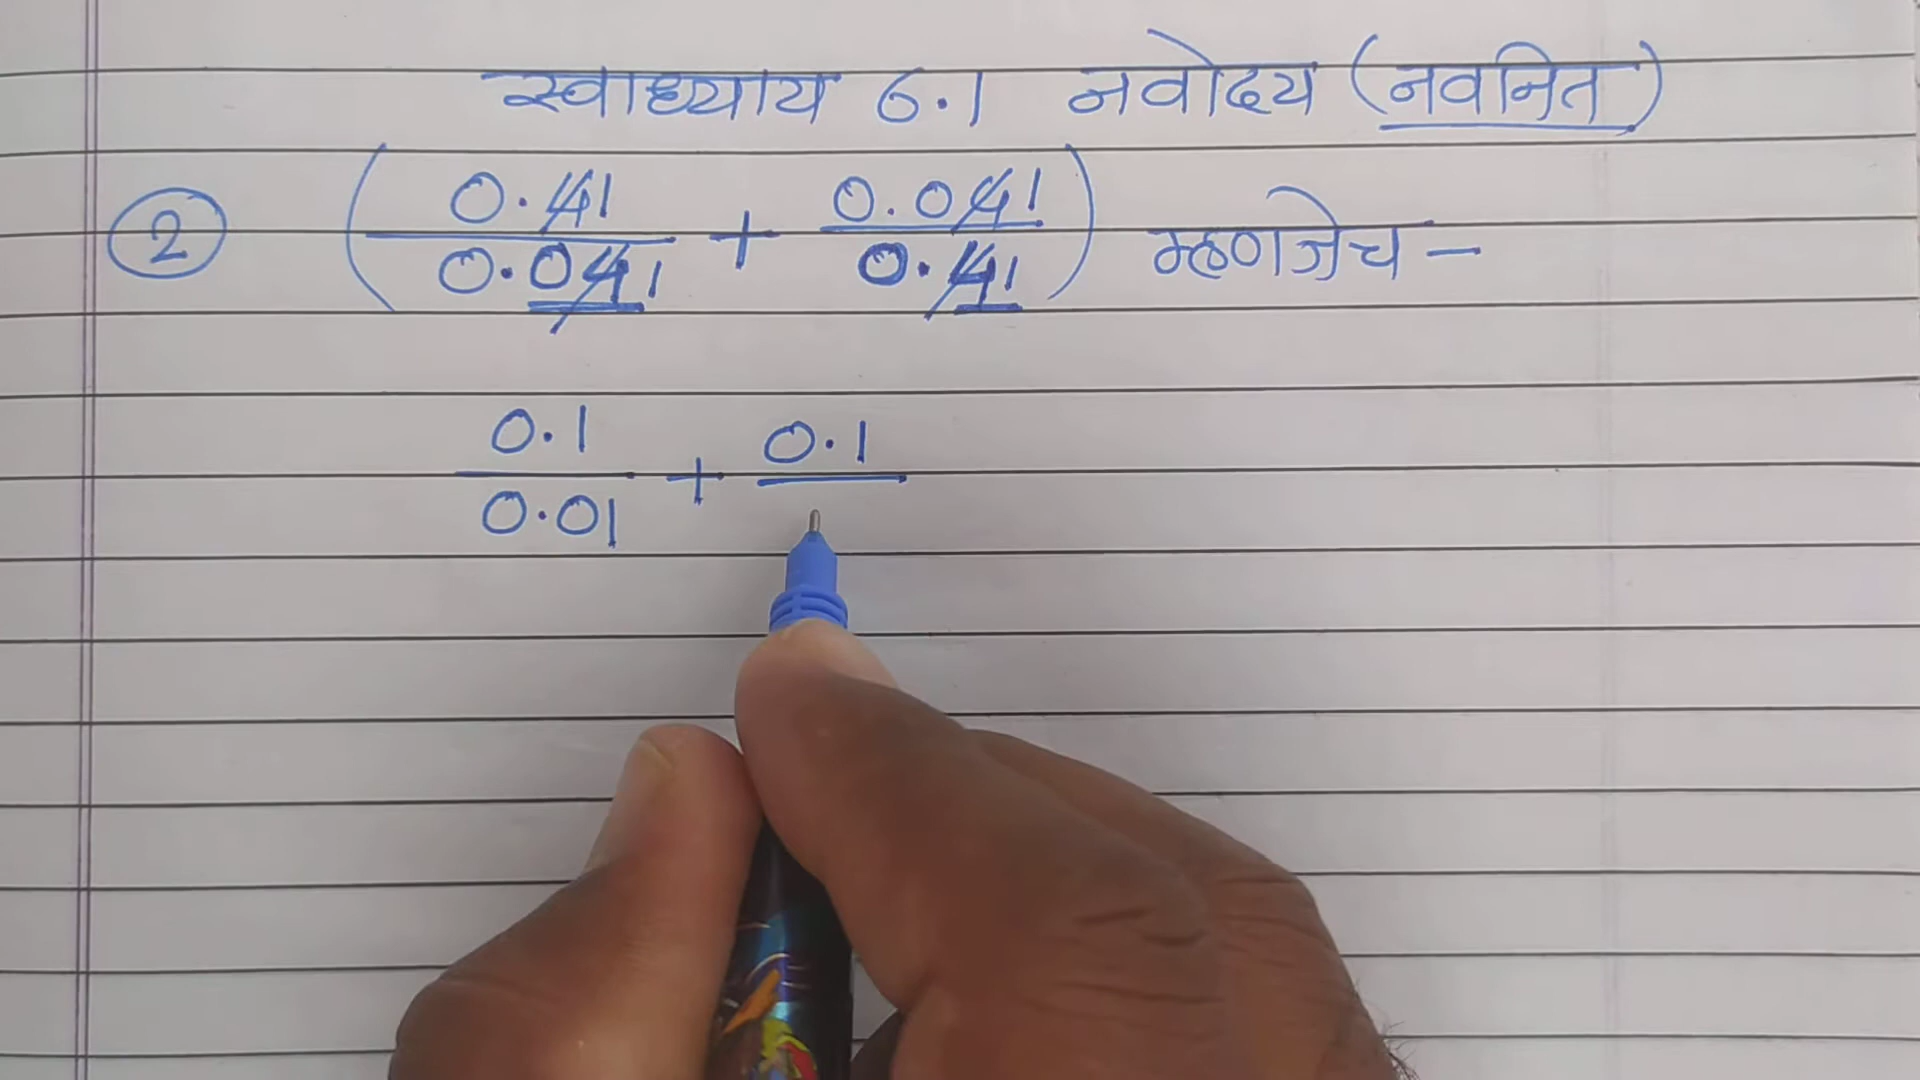 स्वाध्याय 6.1 नवोदय (नवनित)
② (0.41/0.041 + 0.041/0.41) म्हणजेच -
0.1/0.01 + 0.1/